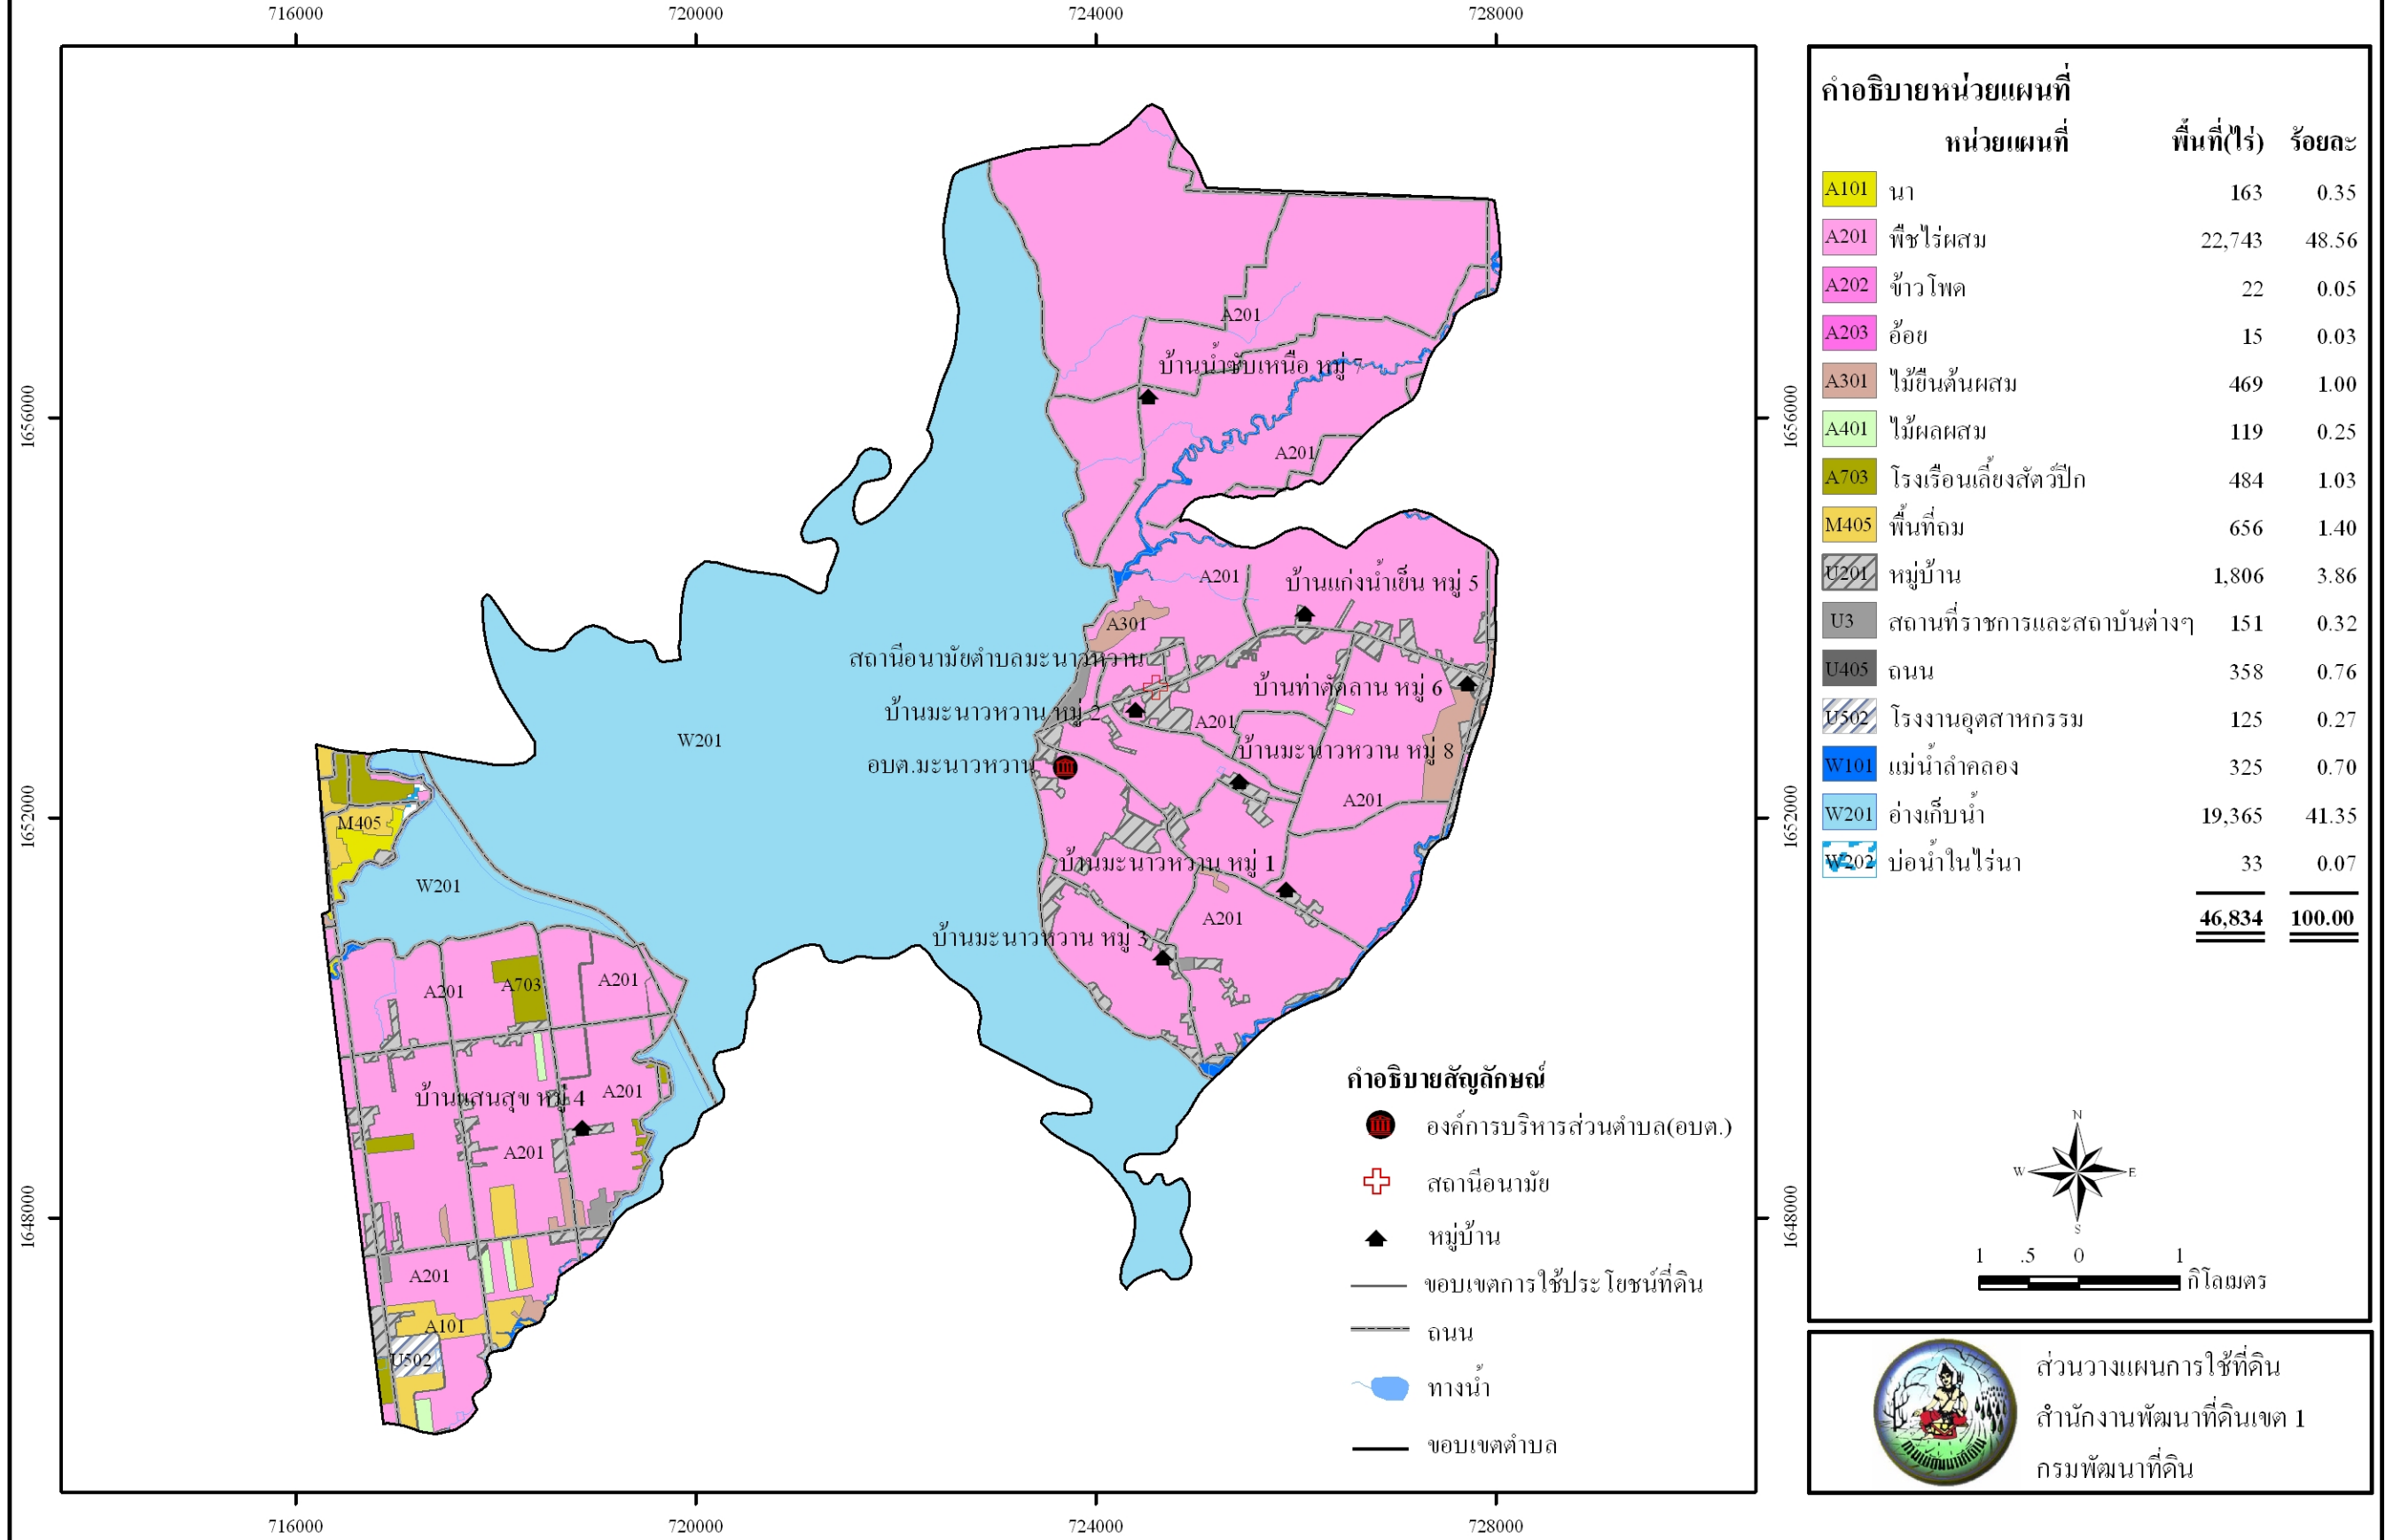 716000 720000 724000 728000
1656000 1656000
1652000 1652000
1648000 1648000
A201
บ้านน้ำซับเหนือ หมู่ 7
A201
A201
บ้านแก่งน้ำเย็น หมู่ 5
A301
สถานีอนามัยตำบลมะนาวหวาน
บ้านท่าตัดลาน หมู่ 6
บ้านมะนาวหวาน หมู่ 2
A201
W201
บ้านมะนาวหวาน หมู่ 8
อบต.มะนาวหวาน
A201
M405
บ้านมะนาวหวาน หมู่ 1
W201
A201
บ้านมะนาวหวาน หมู่ 3
A201
A703
A201
A201
บ้านแสนสุข หมู่ 4
A201
A201
A101
U502
คำอธิบายสัญลักษณ์
องค์การบริหารส่วนตำบล(อบต.)
สถานีอนามัย
หมู่บ้าน
ขอบเขตการใช้ประโยชน์ที่ดิน
ถนน
ทางน้ำ
ขอบเขตตำบล
716000 720000 724000 728000
คำอธิบายหน่วยแผนที่
หน่วยแผนที่ พื้นที่(ไร่) ร้อยละ
A101 นา 163 0.35
A201 พืชไร่ผสม 22,743 48.56
A202 ข้าวโพด 22 0.05
A203 อ้อย 15 0.03
A301 ไม้ยืนต้นผสม 469 1.00
A401 ไม้ผลผสม 119 0.25
A703 โรงเรือนเลี้ยงสัตว์ปีก 484 1.03
M405 พื้นที่ถม 656 1.40
U201 หมู่บ้าน 1,806 3.86
U3 สถานที่ราชการและสถาบันต่างๆ 151 0.32
U405 ถนน 358 0.76
U502 โรงงานอุตสาหกรรม 125 0.27
W101 แม่น้ำลำคลอง 325 0.70
W201 อ่างเก็บน้ำ 19,365 41.35
W202 บ่อน้ำในไร่นา 33 0.07
46,834 100.00
N
W E
S
1 .5 0 1
กิโลเมตร
ส่วนวางแผนการใช้ที่ดิน
สำนักงานพัฒนาที่ดินเขต 1
กรมพัฒนาที่ดิน
กรมพัฒนาที่ดิน